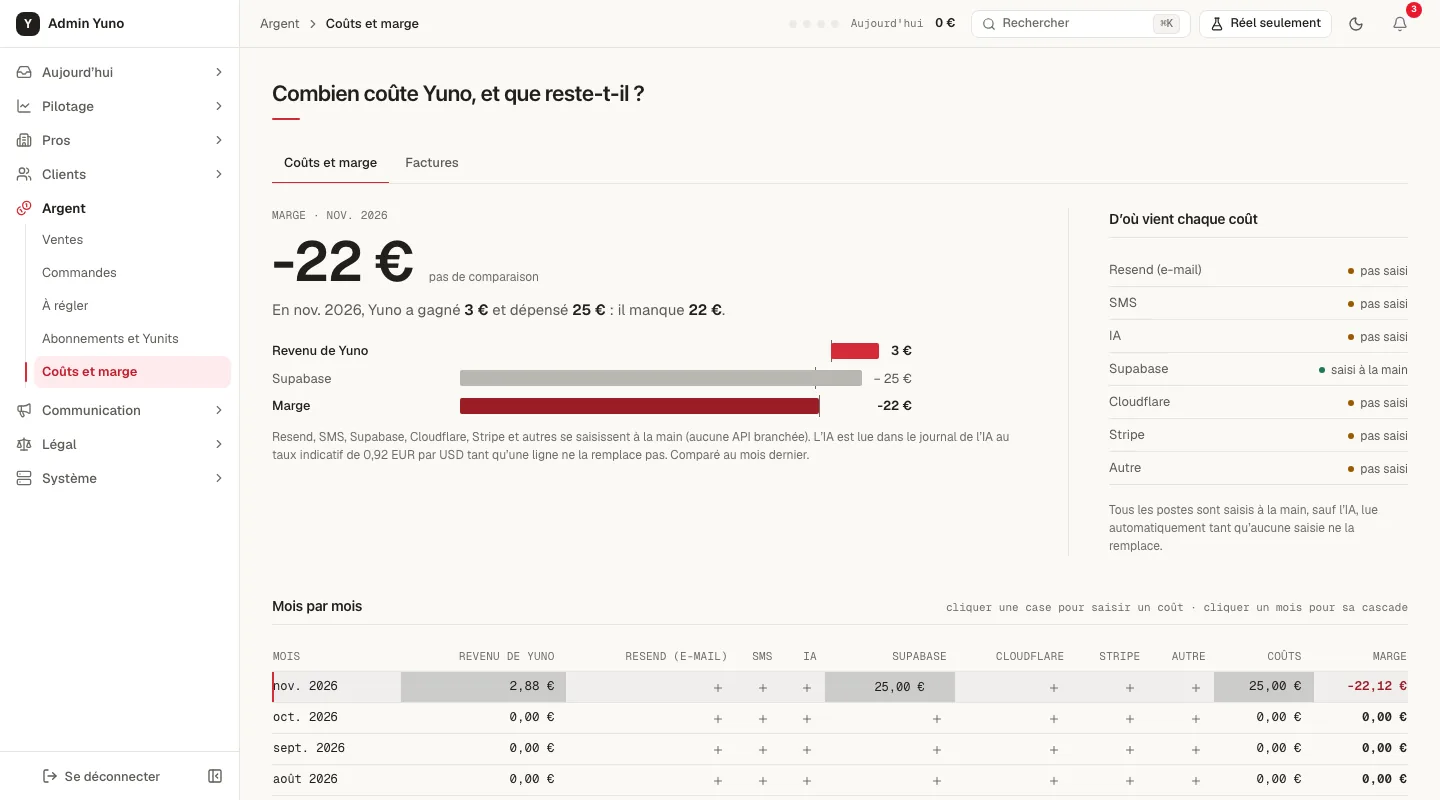 Y Admin Yuno
Argent > Coûts et marge
Aujourd'hui 0 €
Rechercher ⌘K
Réel seulement
3
Aujourd'hui
Pilotage
Pros
Clients
Argent
Ventes
Commandes
À régler
Abonnements et Yunits
Coûts et marge
Communication
Légal
Système
Se déconnecter
Combien coûte Yuno, et que reste-t-il ?
Coûts et marge Factures
MARGE · NOV. 2026
-22 € pas de comparaison
En nov. 2026, Yuno a gagné 3 € et dépensé 25 € : il manque 22 €.
Revenu de Yuno 3 €
Supabase – 25 €
Marge -22 €
Resend, SMS, Supabase, Cloudflare, Stripe et autres se saisissent à la main (aucune API branchée). L'IA est lue dans le journal de l'IA au
taux indicatif de 0,92 EUR par USD tant qu'une ligne ne la remplace pas. Comparé au mois dernier.
D'où vient chaque coût
Resend (e-mail) pas saisi
SMS pas saisi
IA pas saisi
Supabase saisi à la main
Cloudflare pas saisi
Stripe pas saisi
Autre pas saisi
Tous les postes sont saisis à la main, sauf l'IA, lue
automatiquement tant qu'aucune saisie ne la
remplace.
Mois par mois cliquer une case pour saisir un coût · cliquer un mois pour sa cascade
MOIS REVENU DE YUNO RESEND (E-MAIL) SMS IA SUPABASE CLOUDFLARE STRIPE AUTRE COÛTS MARGE
nov. 2026 2,88 € + + + 25,00 € + + + 25,00 € -22,12 €
oct. 2026 0,00 € + + + + + + + 0,00 € 0,00 €
sept. 2026 0,00 € + + + + + + + 0,00 € 0,00 €
août 2026 0,00 € + + + + + + + 0,00 € 0,00 €